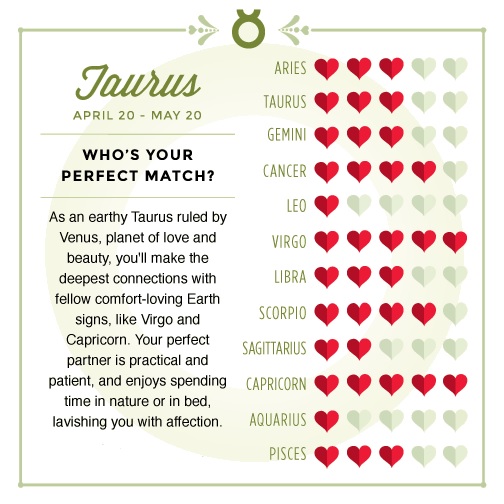 Taurus
APRIL 20 - MAY 20
WHO'S YOUR
PERFECT MATCH?
As an earthy Taurus ruled by
Venus, planet of love and
beauty, you'll make the
deepest connections with
fellow comfort-loving Earth
signs, like Virgo and
Capricorn. Your perfect
partner is practical and
patient, and enjoys spending
time in nature or in bed,
lavishing you with affection.
ARIES
TAURUS
GEMINI
CANCER
LEO
VIRGO
LIBRA
SCORPIO
SAGITTARIUS
CAPRICORN
AQUARIUS
PISCES